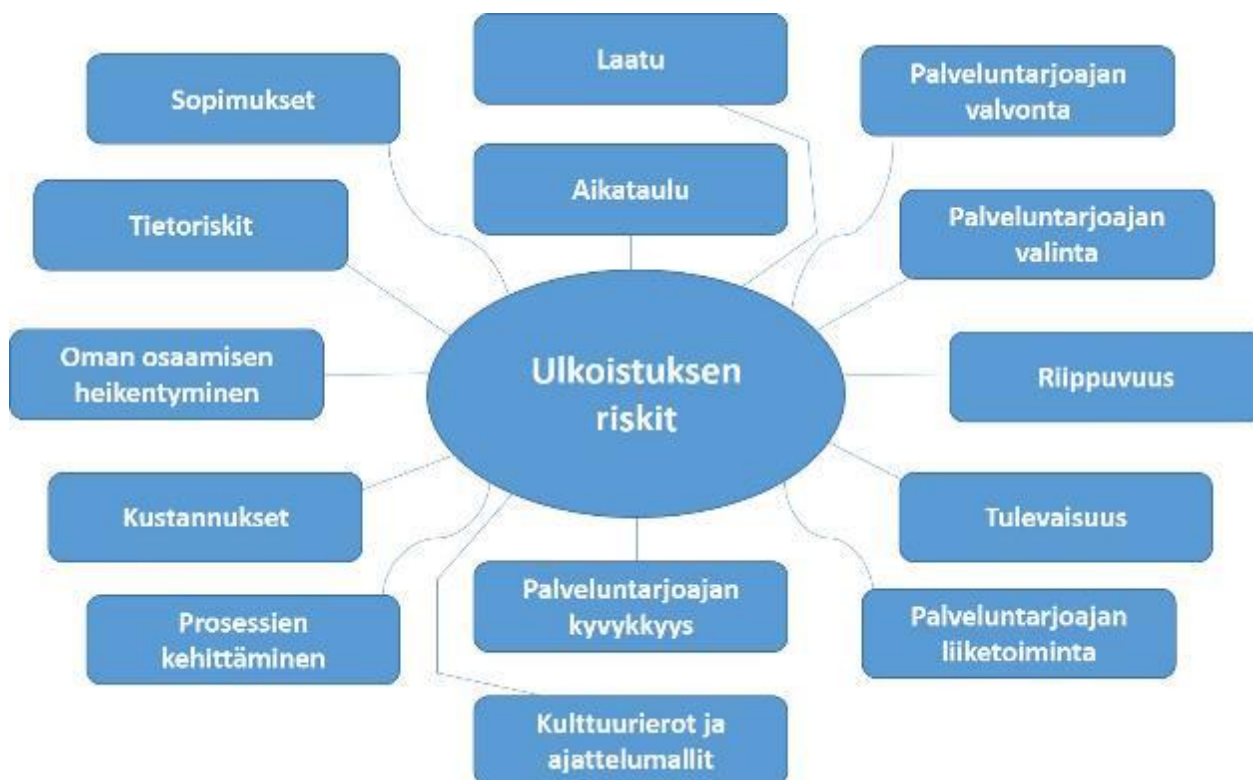 Laatu
Palveluntarjoajan
valvonta
Sopimukset
Aikataulu
Tietoriskit
Palveluntarjoajan
valinta
Oman osaamisen
heikentyminen
Ulkoistuksen
riskit
Riippuvuus
Kustannukset
Tulevaisuus
Palveluntarjoajan
kyvykkyys
Prosessien
kehittäminen
Palveluntarjoajan
liiketoiminta
Kulttuurierot ja
ajattelumallit